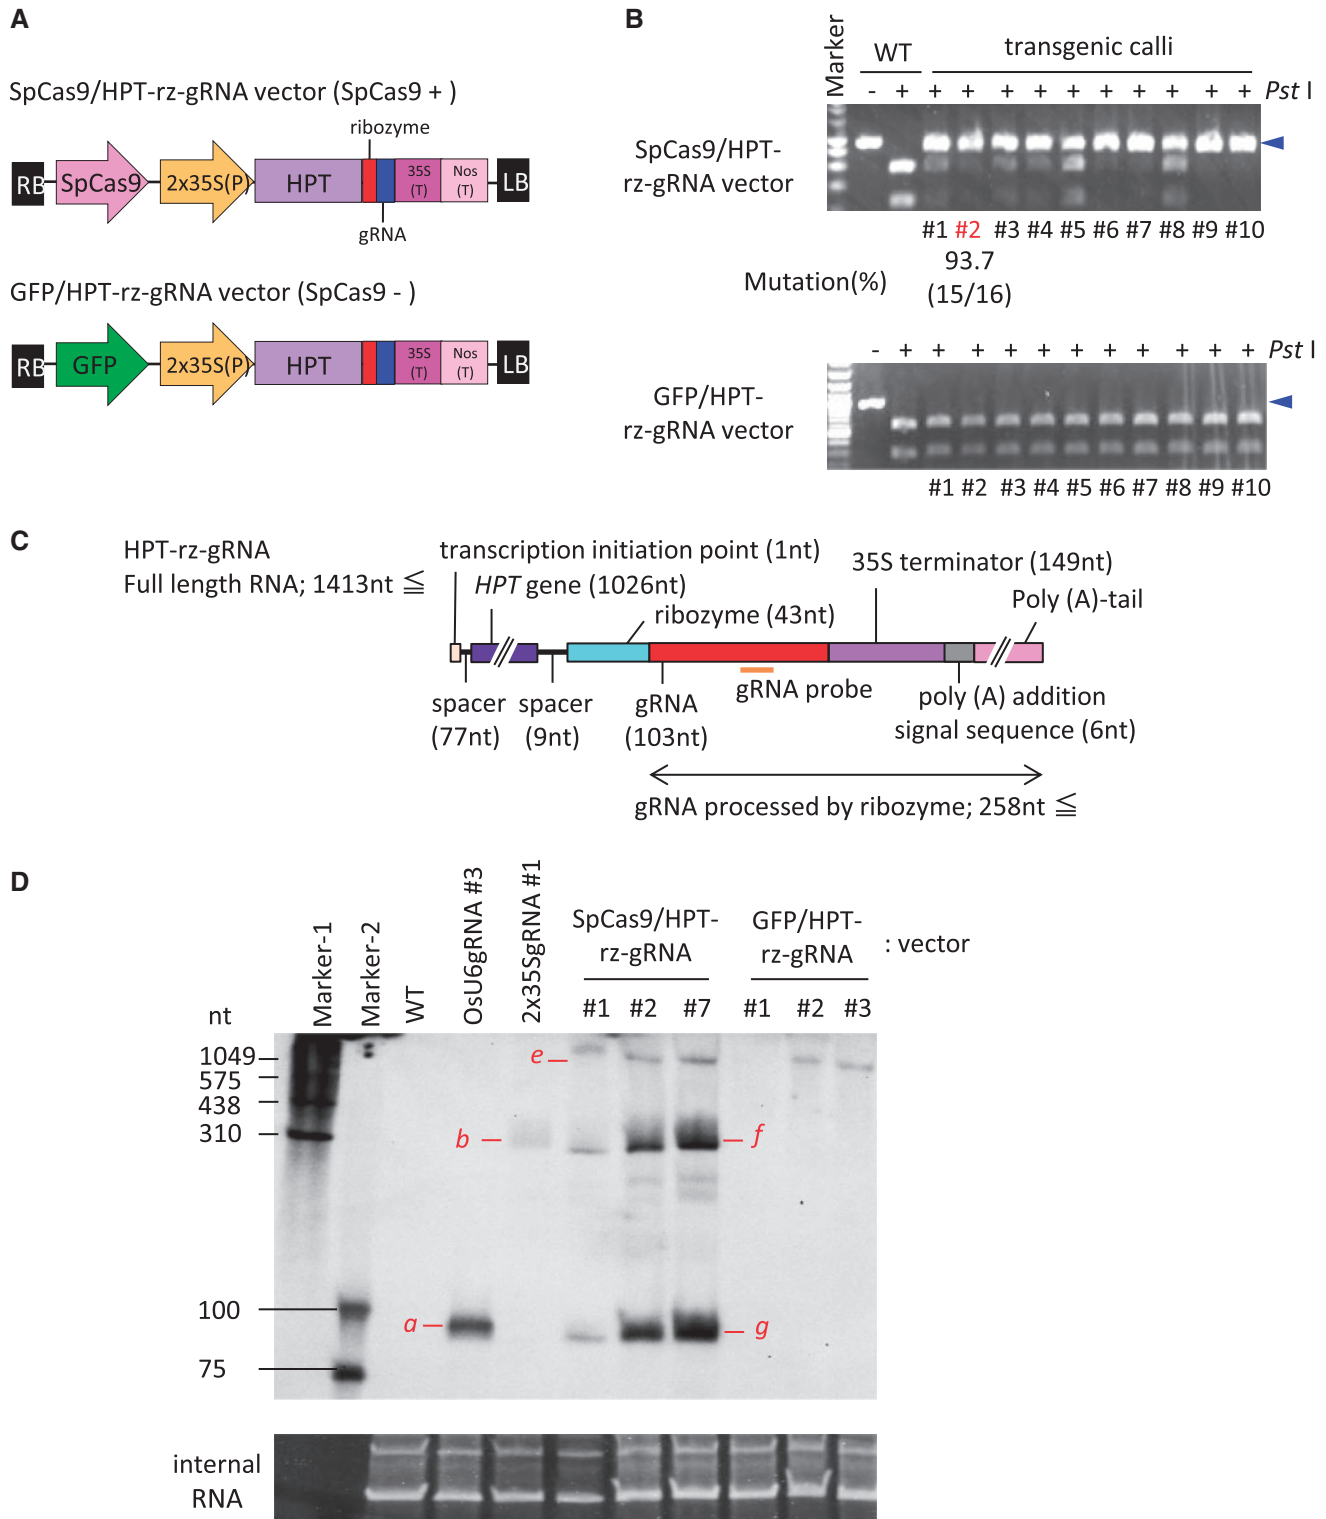 A
SpCas9/HPT-rz-gRNA vector (SpCas9 + )
ribozyme
RB
SpCas9
2x35S(P)
HPT
35S
(T)
Nos
(T)
LB
gRNA
GFP/HPT-rz-gRNA vector (SpCas9 - )
RB
GFP
2x35S(P)
HPT
35S
(T)
Nos
(T)
LB
B
Marker
WT
transgenic calli
- + + + + + + + + + + + Pst I
SpCas9/HPT-
rz-gRNA vector
#1 #2 #3 #4 #5 #6 #7 #8 #9 #10
93.7
Mutation(%)
(15/16)
- + + + + + + + + + + + Pst I
GFP/HPT-
rz-gRNA vector
#1 #2 #3 #4 #5 #6 #7 #8 #9 #10
C
HPT-rz-gRNA
Full length RNA; 1413nt ≦
transcription initiation point (1nt)
HPT gene (1026nt)
ribozyme (43nt)
35S terminator (149nt)
Poly (A)-tail
spacer
(77nt)
spacer
(9nt)
gRNA
(103nt)
gRNA probe
poly (A) addition
signal sequence (6nt)
gRNA processed by ribozyme; 258nt ≦
D
Marker-1
Marker-2
WT
OsU6gRNA #3
2x35SgRNA #1
SpCas9/HPT-
rz-gRNA
GFP/HPT-
rz-gRNA
: vector
nt
#1 #2 #7 #1 #2 #3
1049
575
438
310
100
75
e
b
f
a
g
internal
RNA